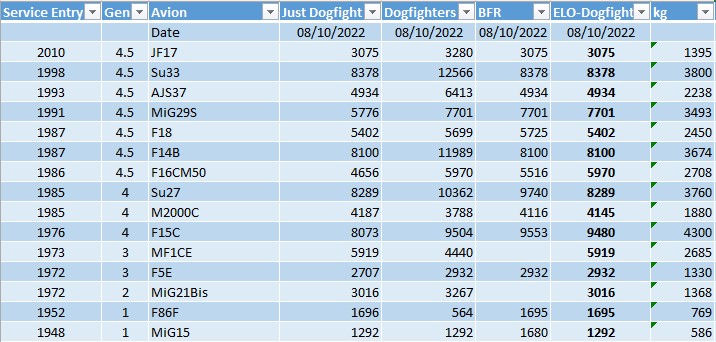 Service Entry Gen Avion Just Dogfight Dogfighters BFR ELO-Dogfight kg
Date 08/10/2022 08/10/2022 08/10/2022 08/10/2022
2010 4.5 JF17 3075 3280 3075 3075 1395
1998 4.5 Su33 8378 12566 8378 8378 3800
1993 4.5 AJS37 4934 6413 4934 4934 2238
1991 4.5 MiG29S 5776 7701 7701 7701 3493
1987 4.5 F18 5402 5699 5725 5402 2450
1987 4.5 F14B 8100 11989 8100 8100 3674
1986 4.5 F16CM50 4656 5970 5516 5970 2708
1985 4 Su27 8289 10362 9740 8289 3760
1985 4 M2000C 4187 3788 4116 4145 1880
1976 4 F15C 8073 9504 9553 9480 4300
1973 3 MF1CE 5919 4440 5919 2685
1972 3 F5E 2707 2932 2932 2932 1330
1972 2 MiG21Bis 3016 3267 3016 1368
1952 1 F86F 1696 564 1695 1695 769
1948 1 MiG15 1292 1292 1680 1292 586